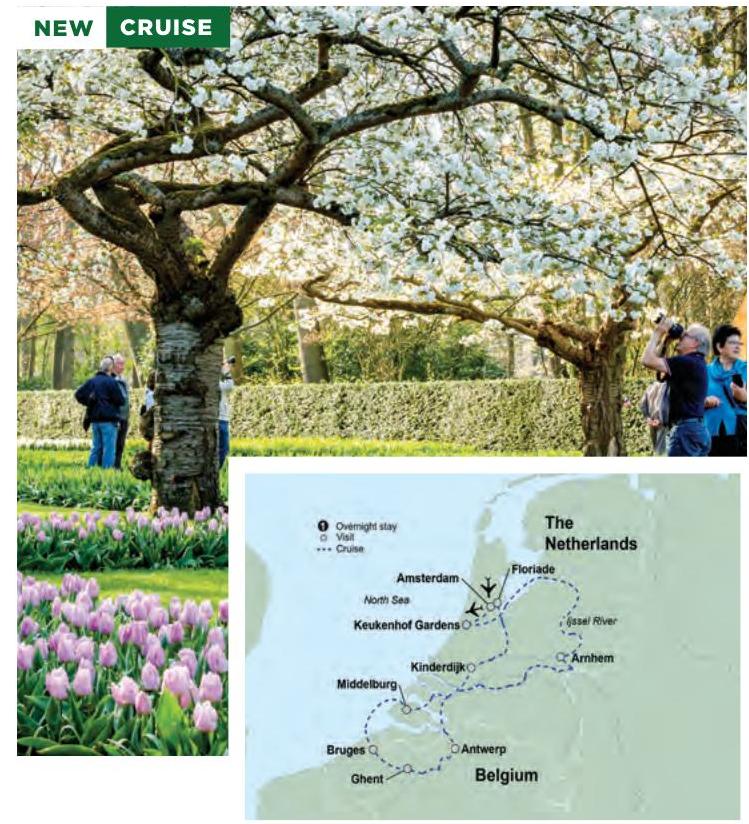 NEW CRUISE
1 Overnight stay
Visit
Cruise
The
Netherlands
Floriade
Amsterdam
North Sea
Keukenhof Gardens
Ijssel River
Kinderdijk
Arnhem
Middelburg
Bruges
Antwerp
Ghent
Belgium